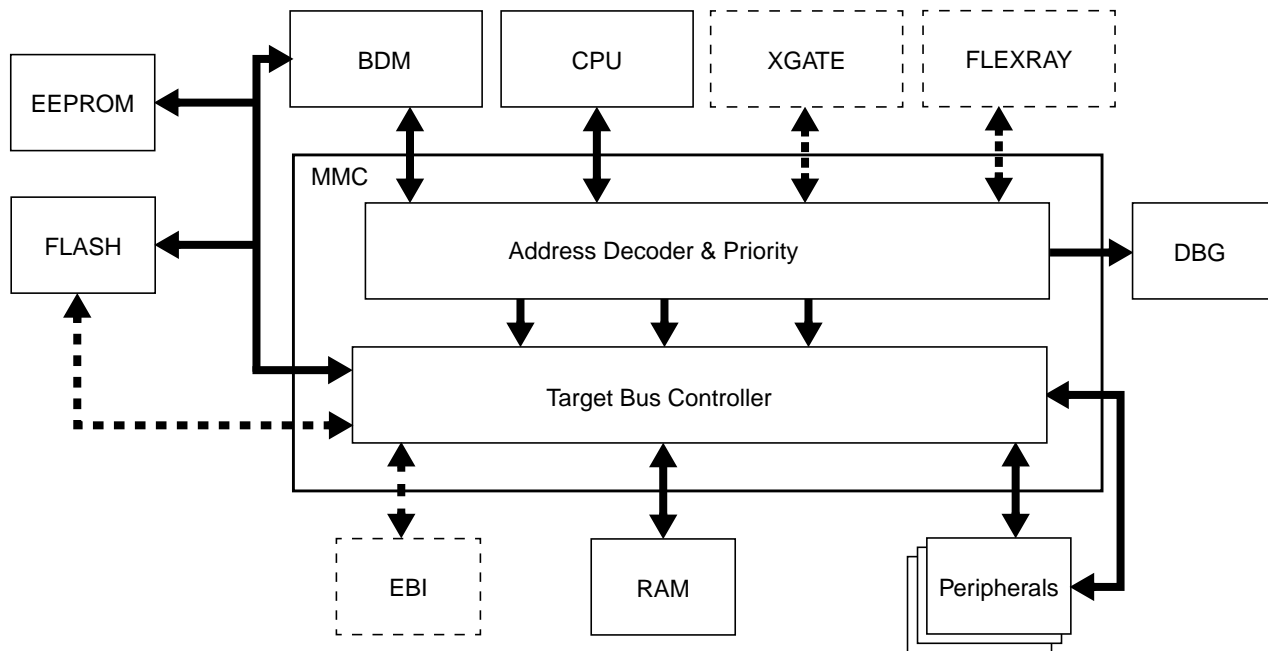 BDM
CPU
XGATE
FLEXRAY
EEPROM
MMC
FLASH
Address Decoder & Priority
DBG
Target Bus Controller
EBI
RAM
Peripherals